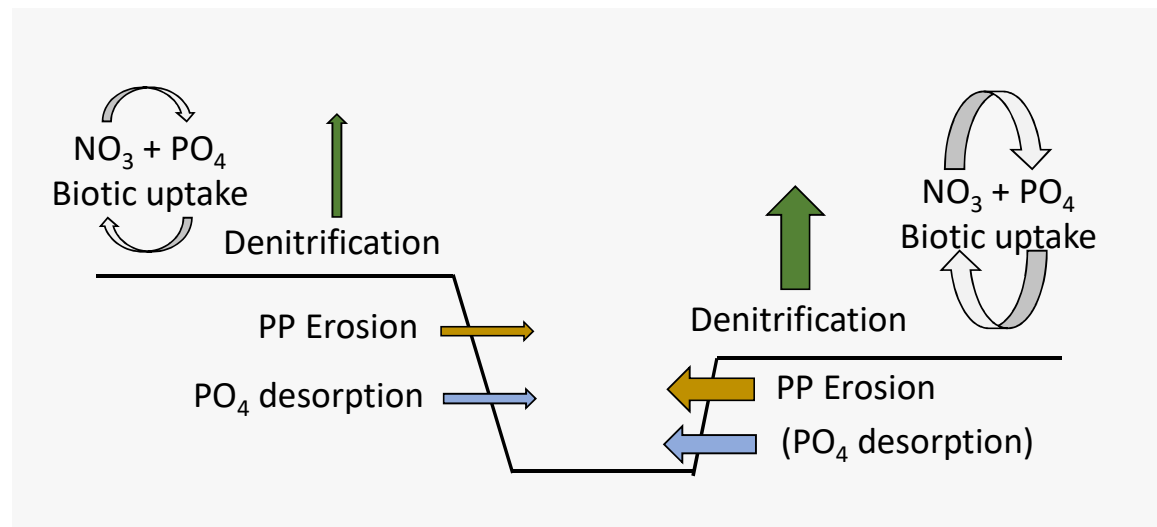 NO₃ + PO₄
Biotic uptake
Denitrification
PP Erosion
PO₄ desorption
NO₃ + PO₄
Biotic uptake
Denitrification
PP Erosion
(PO₄ desorption)